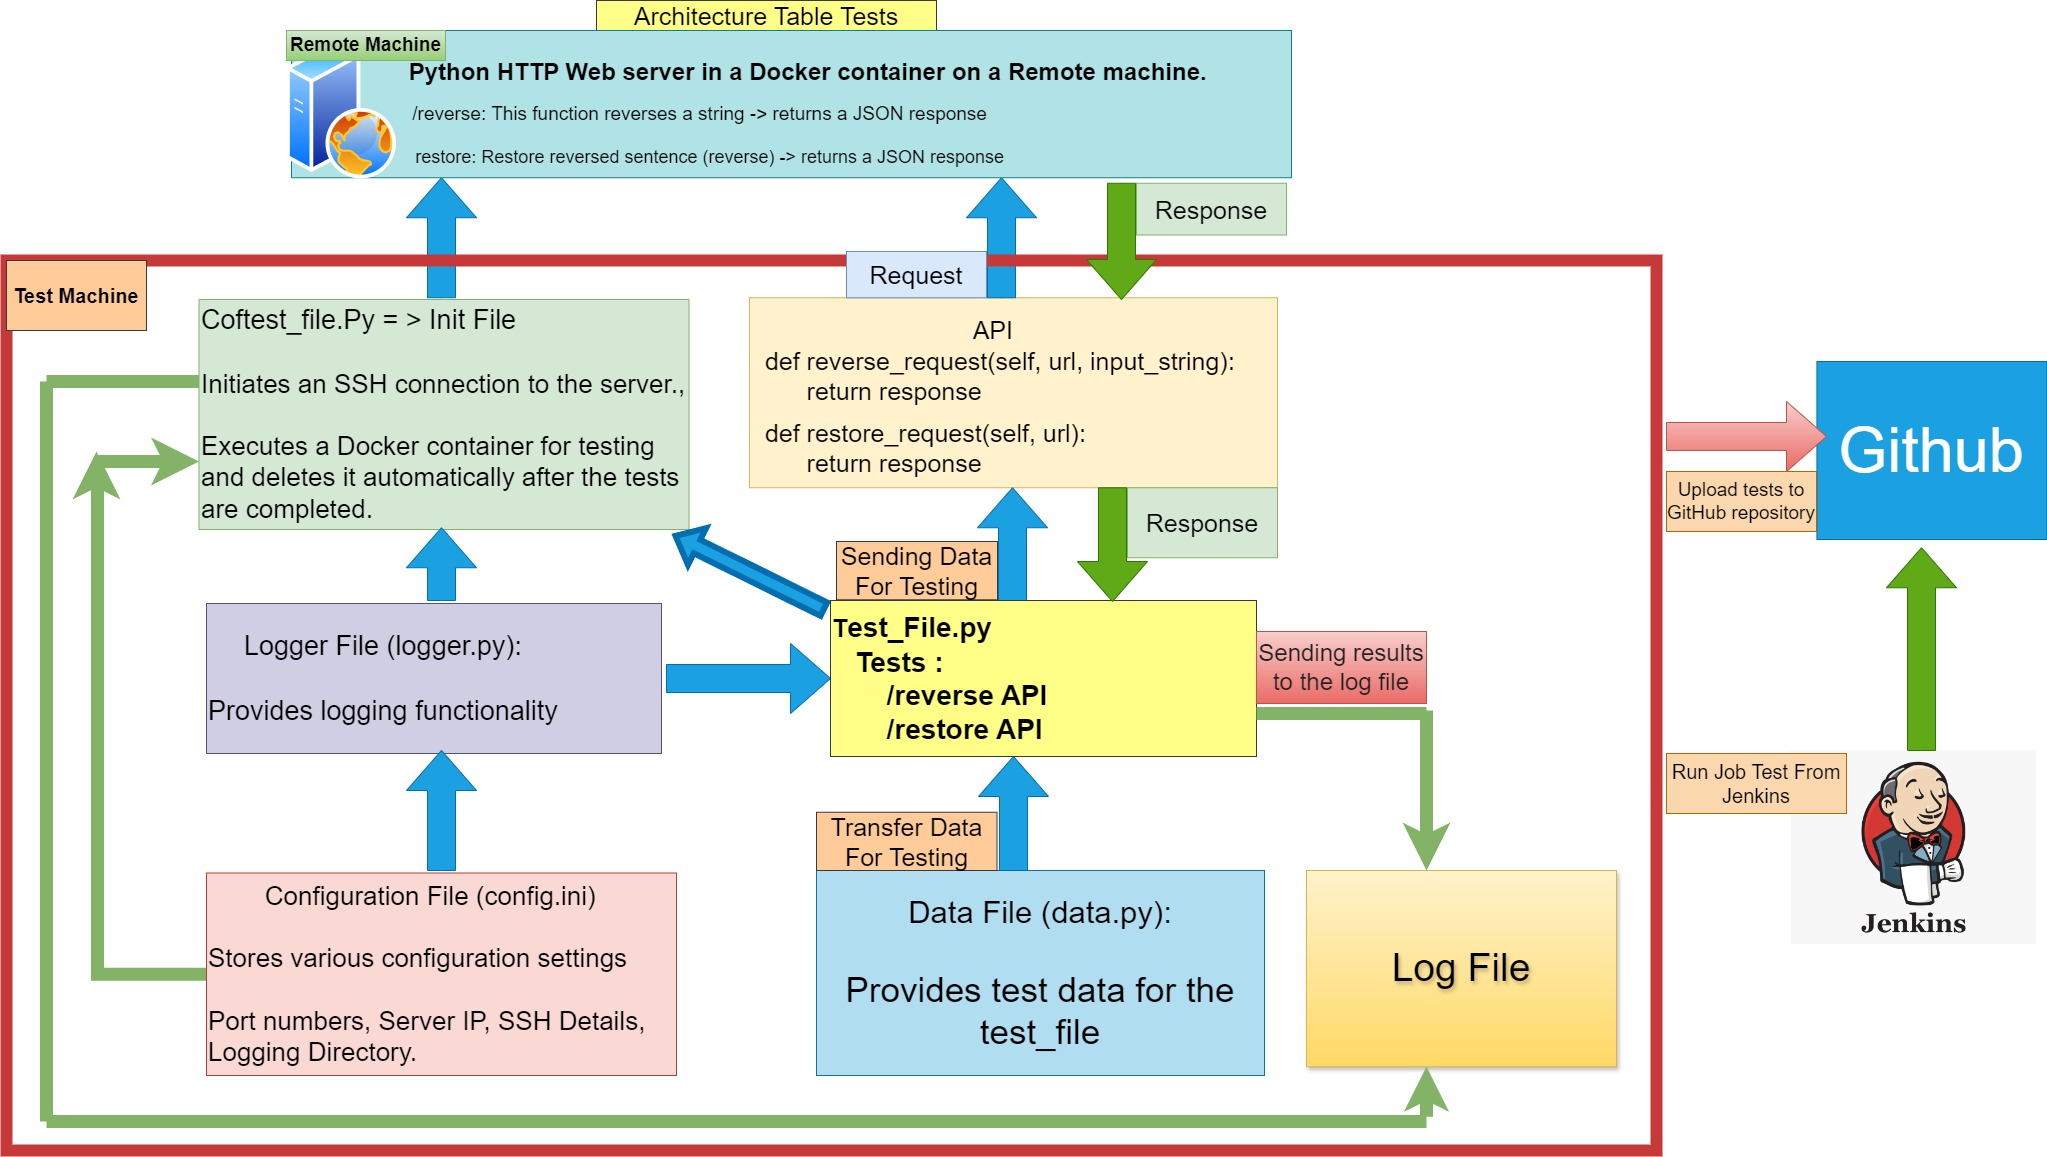 Architecture Table Tests
Remote Machine
Python HTTP Web server in a Docker container on a Remote machine.
/reverse: This function reverses a string -> returns a JSON response
restore: Restore reversed sentence (reverse) -> returns a JSON response
Response
Request
Test Machine
Coftest_file.Py = > Init File
Initiates an SSH connection to the server.,
Executes a Docker container for testing
and deletes it automatically after the tests
are completed.
API
def reverse_request(self, url, input_string):
return response
def restore_request(self, url):
return response
Github
Upload tests to
GitHub repository
Response
Sending Data
For Testing
Logger File (logger.py):
Provides logging functionality
Test_File.py
Tests :
/reverse API
/restore API
Sending results
to the log file
Run Job Test From
Jenkins
Jenkins
Transfer Data
For Testing
Configuration File (config.ini)
Stores various configuration settings
Port numbers, Server IP, SSH Details,
Logging Directory.
Data File (data.py):
Provides test data for the
test_file
Log File